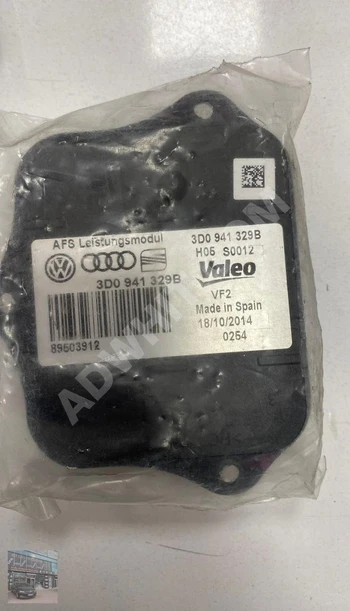 AFS Leistungsmodul
3D0 941 329B
H05 S0012
3D0 941 329B
Valeo
VF2
Made in Spain
18/10/2014
0254
89603912